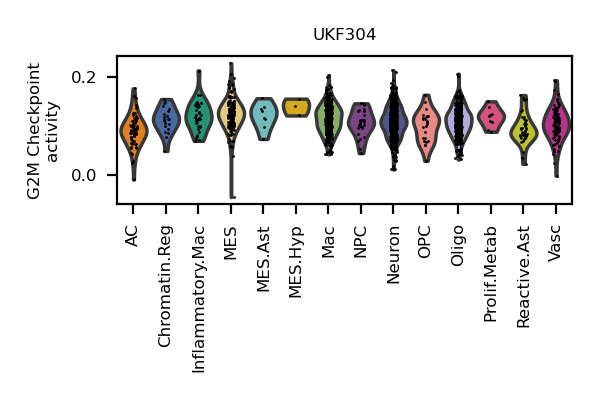 UKF304
G2M Checkpoint
activity
0.2
0.0
AC
Chromatin.Reg
Inflammatory.Mac
MES
MES.Ast
MES.Hyp
Mac
NPC
Neuron
OPC
Oligo
Prolif.Metab
Reactive.Ast
Vasc